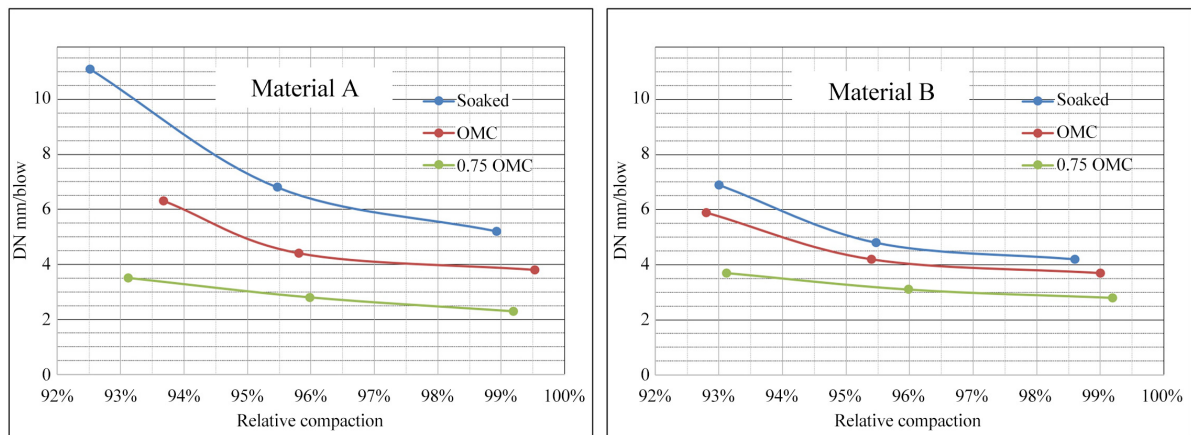 Material A
Soaked
OMC
0.75 OMC
DN mm/blow
10
8
6
4
2
0
92% 93% 94% 95% 96% 97% 98% 99% 100%
Relative compaction
Material B
Soaked
OMC
0.75 OMC
DN mm/blow
10
8
6
4
2
0
92% 93% 94% 95% 96% 97% 98% 99% 100%
Relative compaction